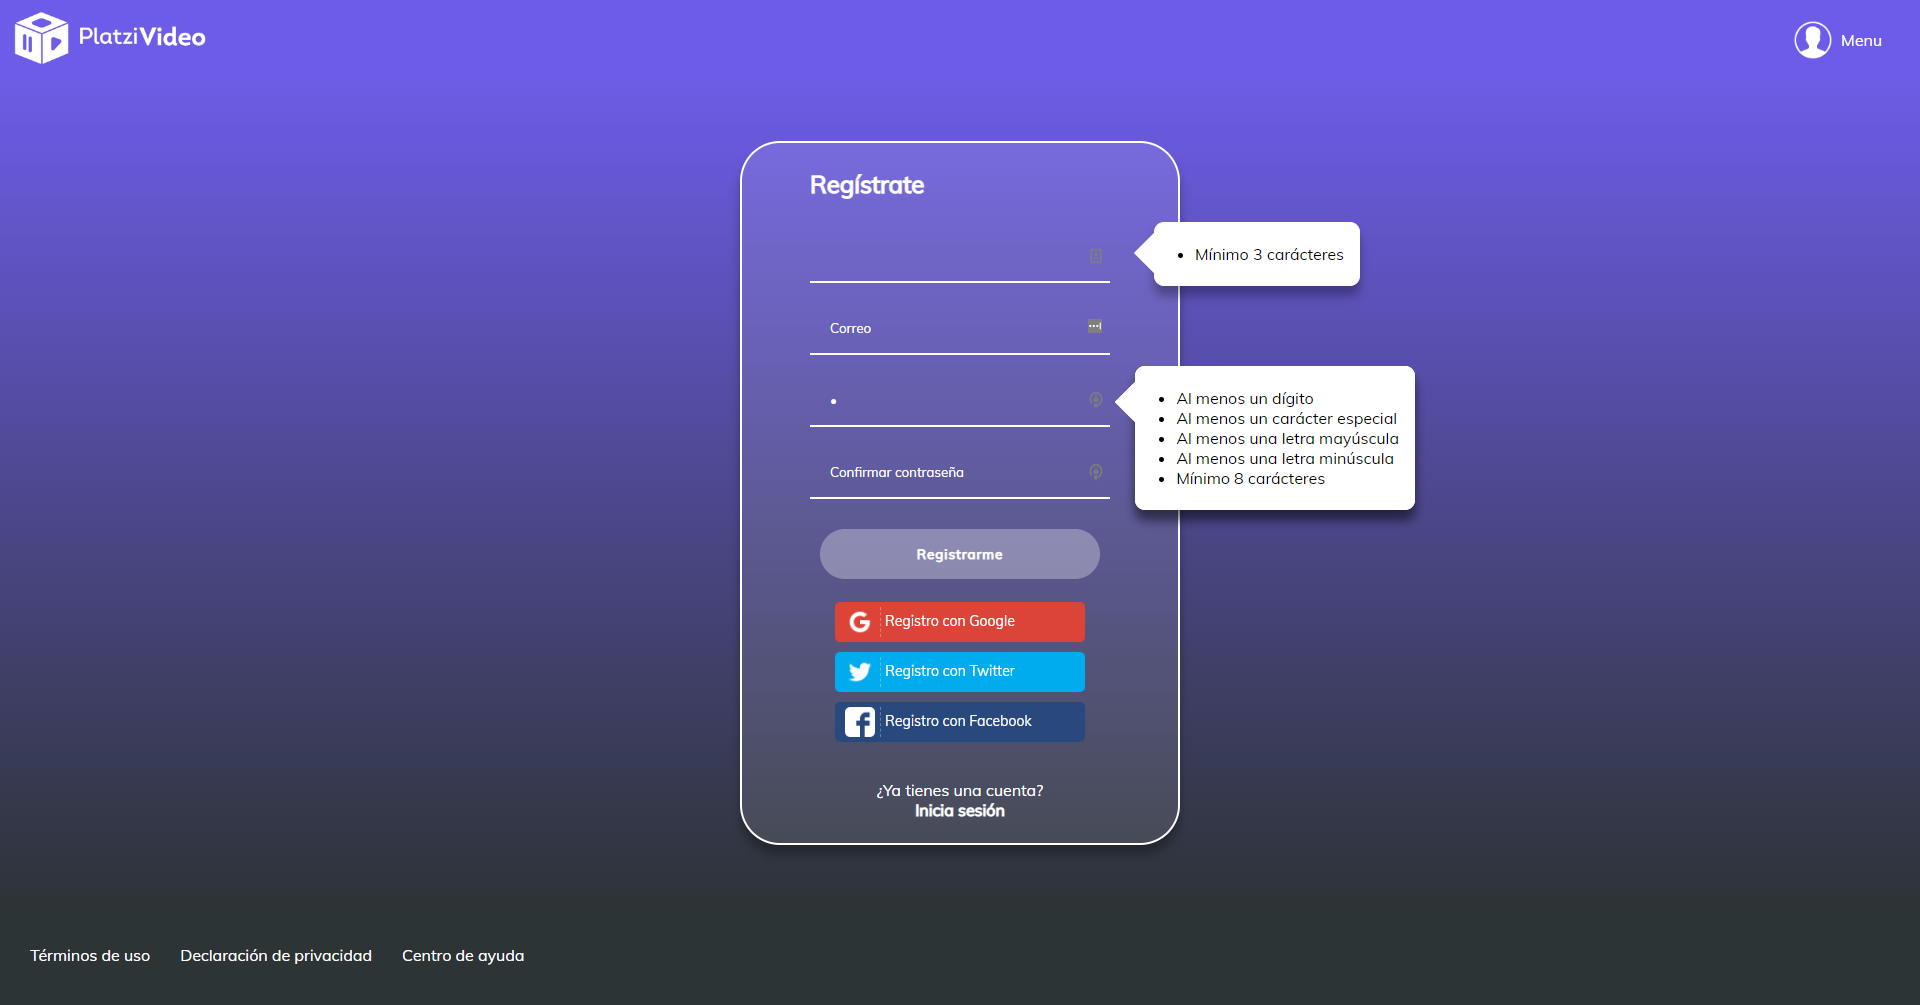 PlatziVideo
Menu
Regístrate
Mínimo 3 carácteres
Correo
Al menos un dígito
Al menos un carácter especial
Al menos una letra mayúscula
Al menos una letra minúscula
Mínimo 8 carácteres
Confirmar contraseña
Registrarme
Registro con Google
Registro con Twitter
Registro con Facebook
¿Ya tienes una cuenta?
Inicia sesión
Términos de uso
Declaración de privacidad
Centro de ayuda